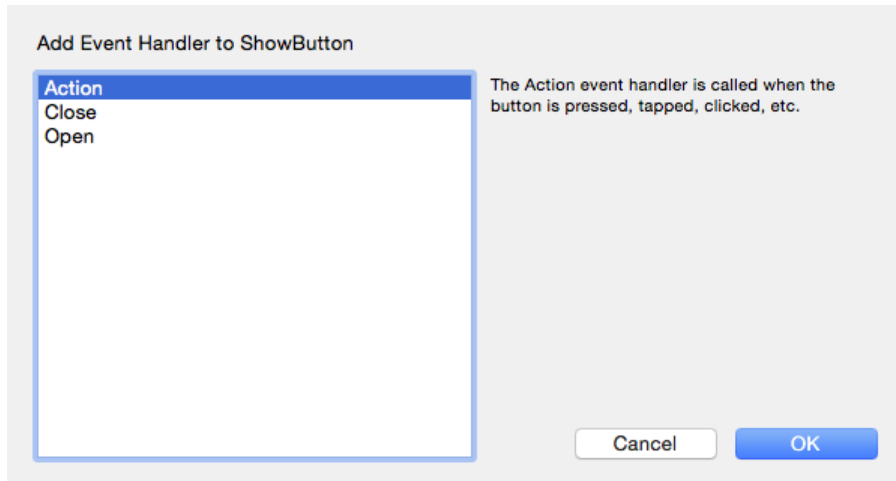 Add Event Handler to ShowButton
Action
Close
Open
The Action event handler is called when the
button is pressed, tapped, clicked, etc.
Cancel
OK